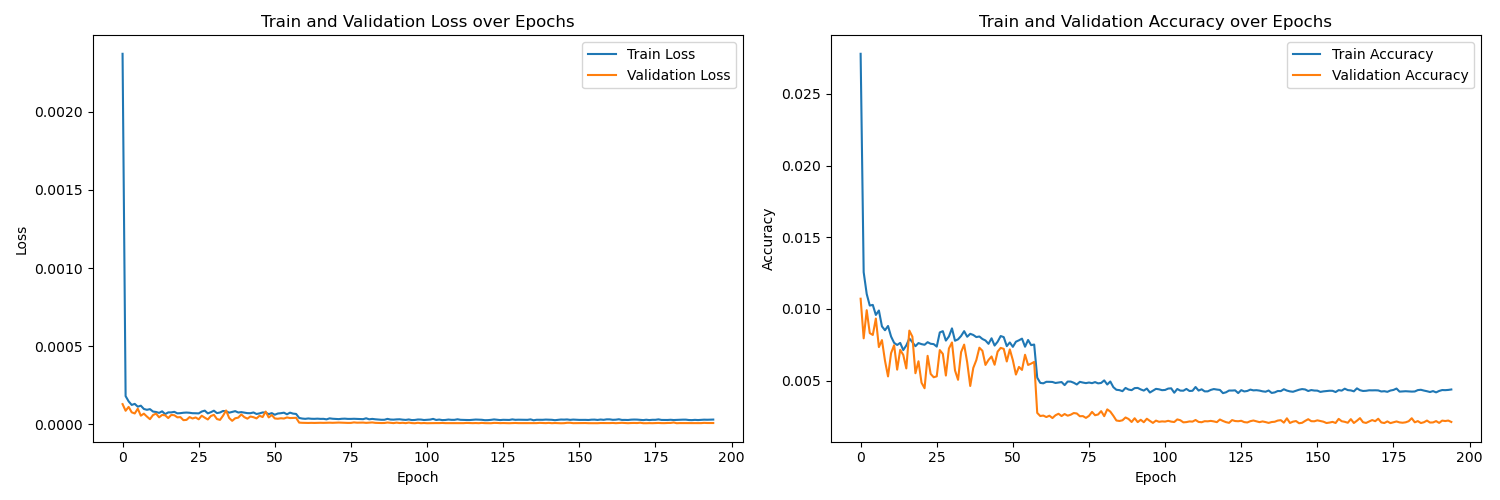 Train and Validation Loss over Epochs
Train Loss
Validation Loss
0.0020
0.0015
0.0010
0.0005
0.0000
Loss
0 25 50 75 100 125 150 175 200
Epoch
Train and Validation Accuracy over Epochs
Train Accuracy
Validation Accuracy
0.025
0.020
0.015
0.010
0.005
Accuracy
0 25 50 75 100 125 150 175 200
Epoch